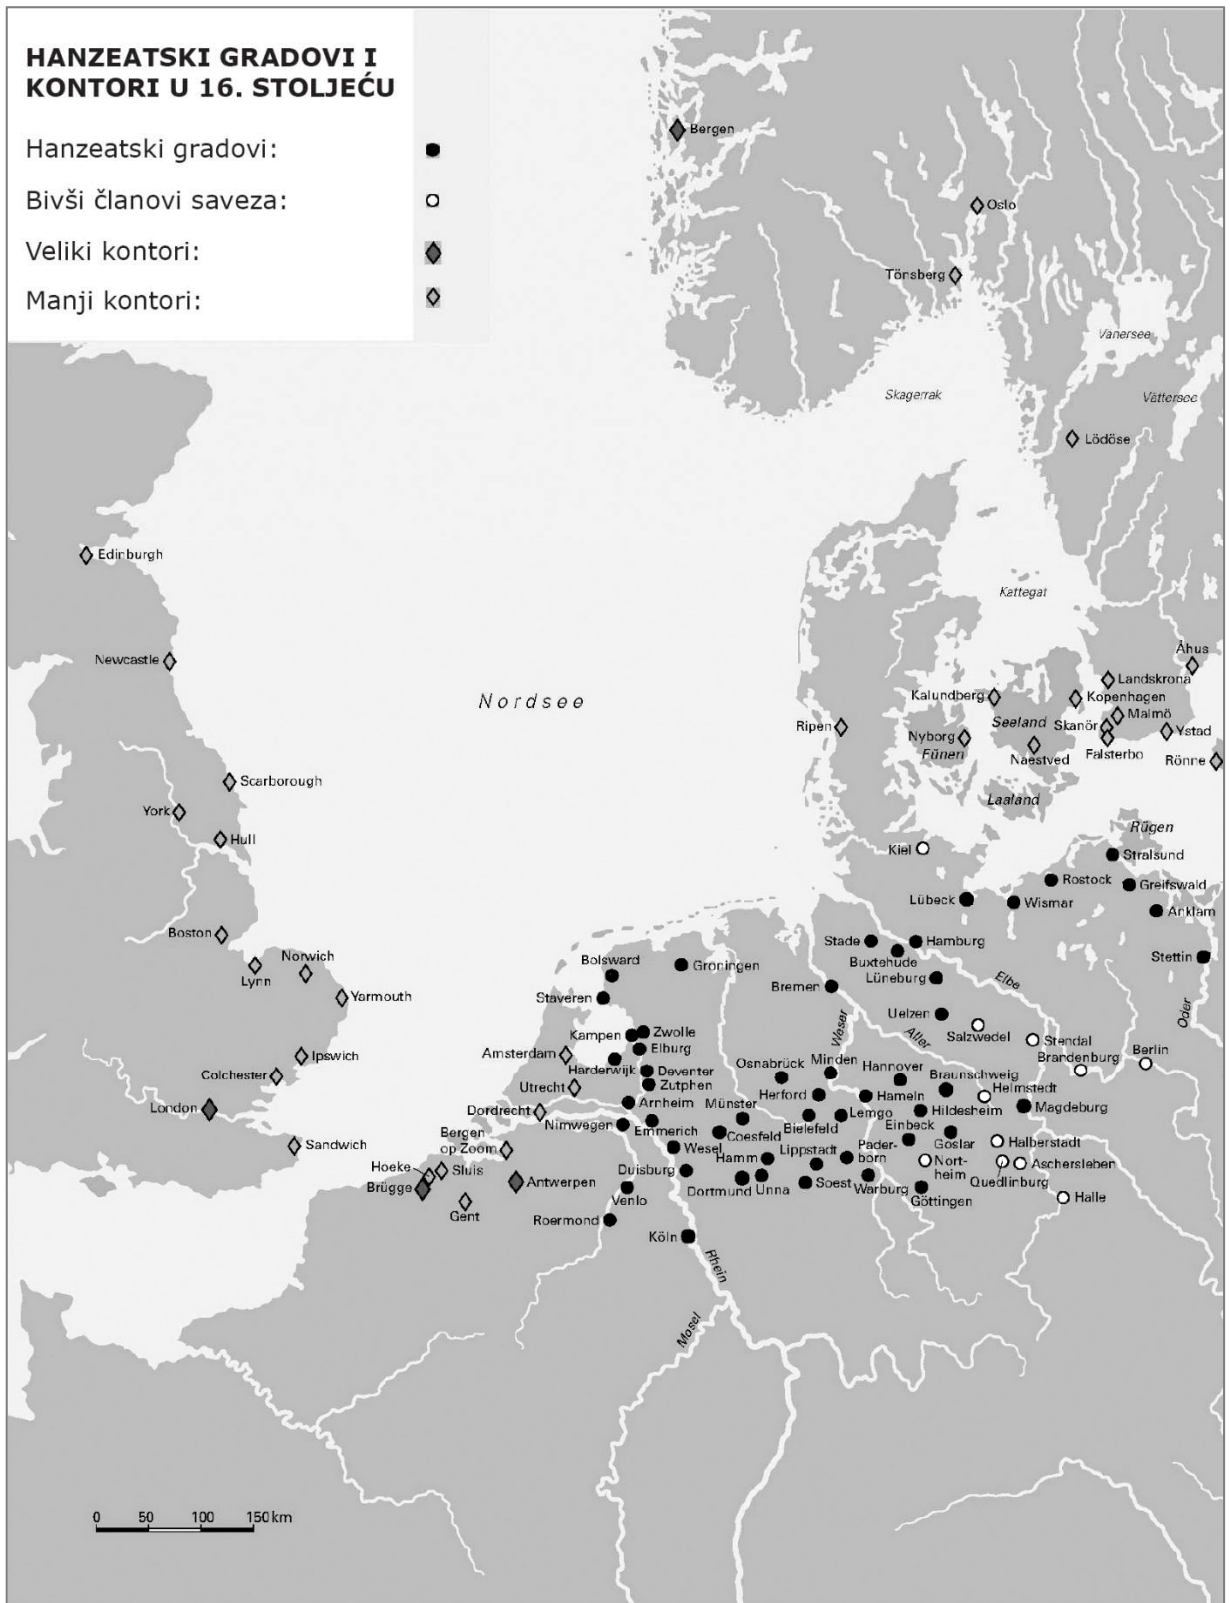 HANZEATSKI GRADOVI I
KONTORI U 16. STOLJEĆU
Hanzeatski gradovi:
Bivši članovi saveza:
Veliki kontori:
Manji kontori:
Bergen
Oslo
Tönsberg
Vanersee
Skagerrak
Vättersee
Lödöse
Edinburgh
Kattegat
Newcastle
Åhus
Landskrona
Kalundberg
Kopenhagen
Nordsee
Malmö
Seeland
Skanör
Ripen
Ystad
Nyborg
Fünen
Naestved
Falsterbo
Rönne
Scarborough
Laaland
York
Rügen
Hull
Kiel
Stralsund
Rostock
Greifswald
Lübeck
Wismar
Anklam
Boston
Stade
Hamburg
Norwich
Buxtehude
Stettin
Bolsward
Groningen
Lüneburg
Elbe
Lynn
Bremen
Yarmouth
Staveren
Uelzen
Oder
Weser
Aller
Salzwedel
Kampen
Zwolle
Stendal
Elburg
Brandenburg
Berlin
Ipswich
Amsterdam
Harderwijk
Deventer
Osnabrück
Minden
Hannover
Colchester
Utrecht
Zutphen
Braunschweig
Helmstedt
Herford
Hameln
London
Dordrecht
Arnheim
Münster
Lemgo
Hildesheim
Magdeburg
Nimwegen
Emmerich
Bielefeld
Einbeck
Sandwich
Bergen
op Zoom
Coesfeld
Goslar
Halberstadt
Wesel
Lippstadt
Pader-
born
Hamm
Hoeke
Sluis
Duisburg
Nort-
heim
Aschersleben
Brügge
Antwerpen
Dortmund
Unna
Soest
Warburg
Quedlinburg
Venlo
Göttingen
Halle
Gent
Roermond
Köln
Rhein
Mosel
0 50 100 150 km